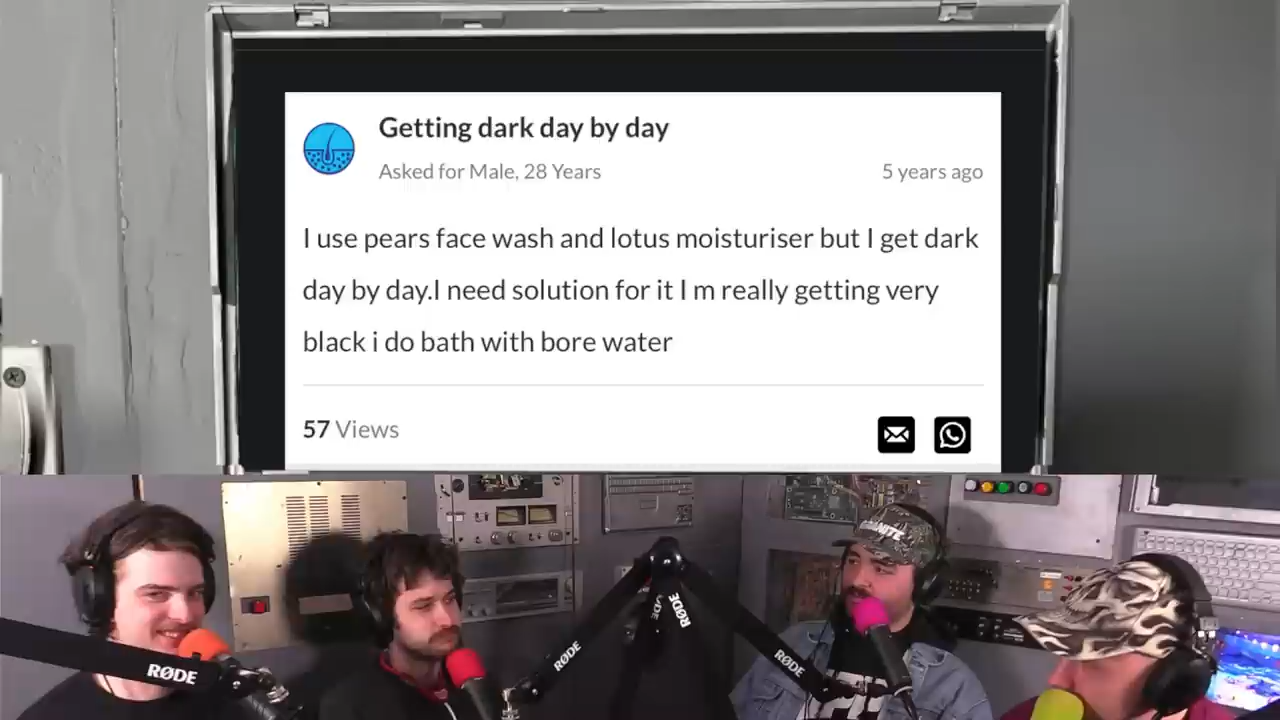 Getting dark day by day
Asked for Male, 28 Years
5 years ago
I use pears face wash and lotus moisturiser but I get dark
day by day.I need solution for it I m really getting very
black i do bath with bore water
57 Views
RØDE
RØDE
RØDE
RØDE